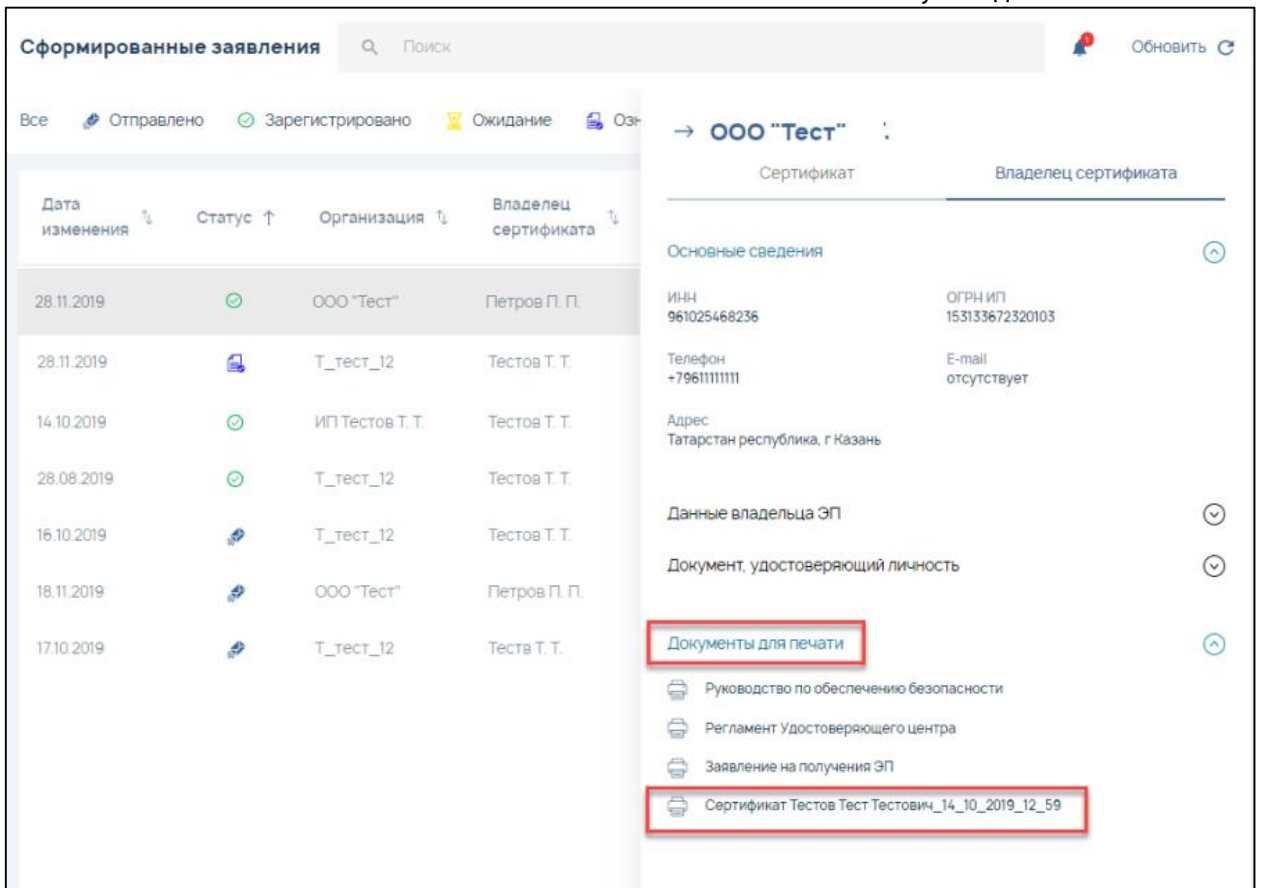 Сформированные заявления
Поиск
1
Обновить
Все Отправлено Зарегистрировано Ожидание
Дата изменения
Статус ↑
Организация
Владелец сертификата
28.11.2019 ООО "Тест" Петров П. П.
28.11.2019 Т_тест_12 Тестов Т. Т.
14.10.2019 ИП Тестов Т. Т. Тестов Т. Т.
28.08.2019 Т_тест_12 Тестов Т. Т.
16.10.2019 Т_тест_12 Тестов Т. Т.
18.11.2019 ООО "Тест" Петров П. П.
17.10.2019 Т_тест_12 Теств Т. Т.
→ ООО "Тест"
Сертификат Владелец сертификата
Основные сведения
ИНН ОГРН ИП
961025468236 153133672320103
Телефон E-mail
+79611111111 отсутствует
Адрес
Татарстан республика, г Казань
Данные владельца ЭП
Документ, удостоверяющий личность
Документы для печати
Руководство по обеспечению безопасности
Регламент Удостоверяющего центра
Заявление на получения ЭП
Сертификат Тестов Тест Тестович_14_10_2019_12_59